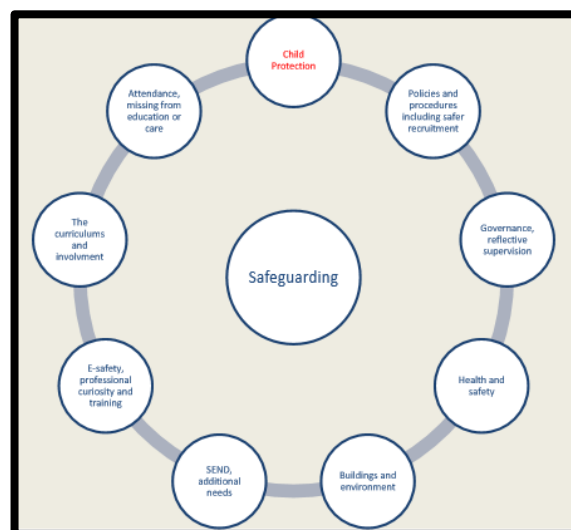 Child
Protection
Policies and
procedures
including safer
recruitment
Governance,
reflective
supervision
Health and
safety
Buildings and
environment
SEND,
additional
needs
E-safety,
professional
curiosity and
training
The
curriculums
and
involvment
Attendance,
missing from
education or
care
Safeguarding